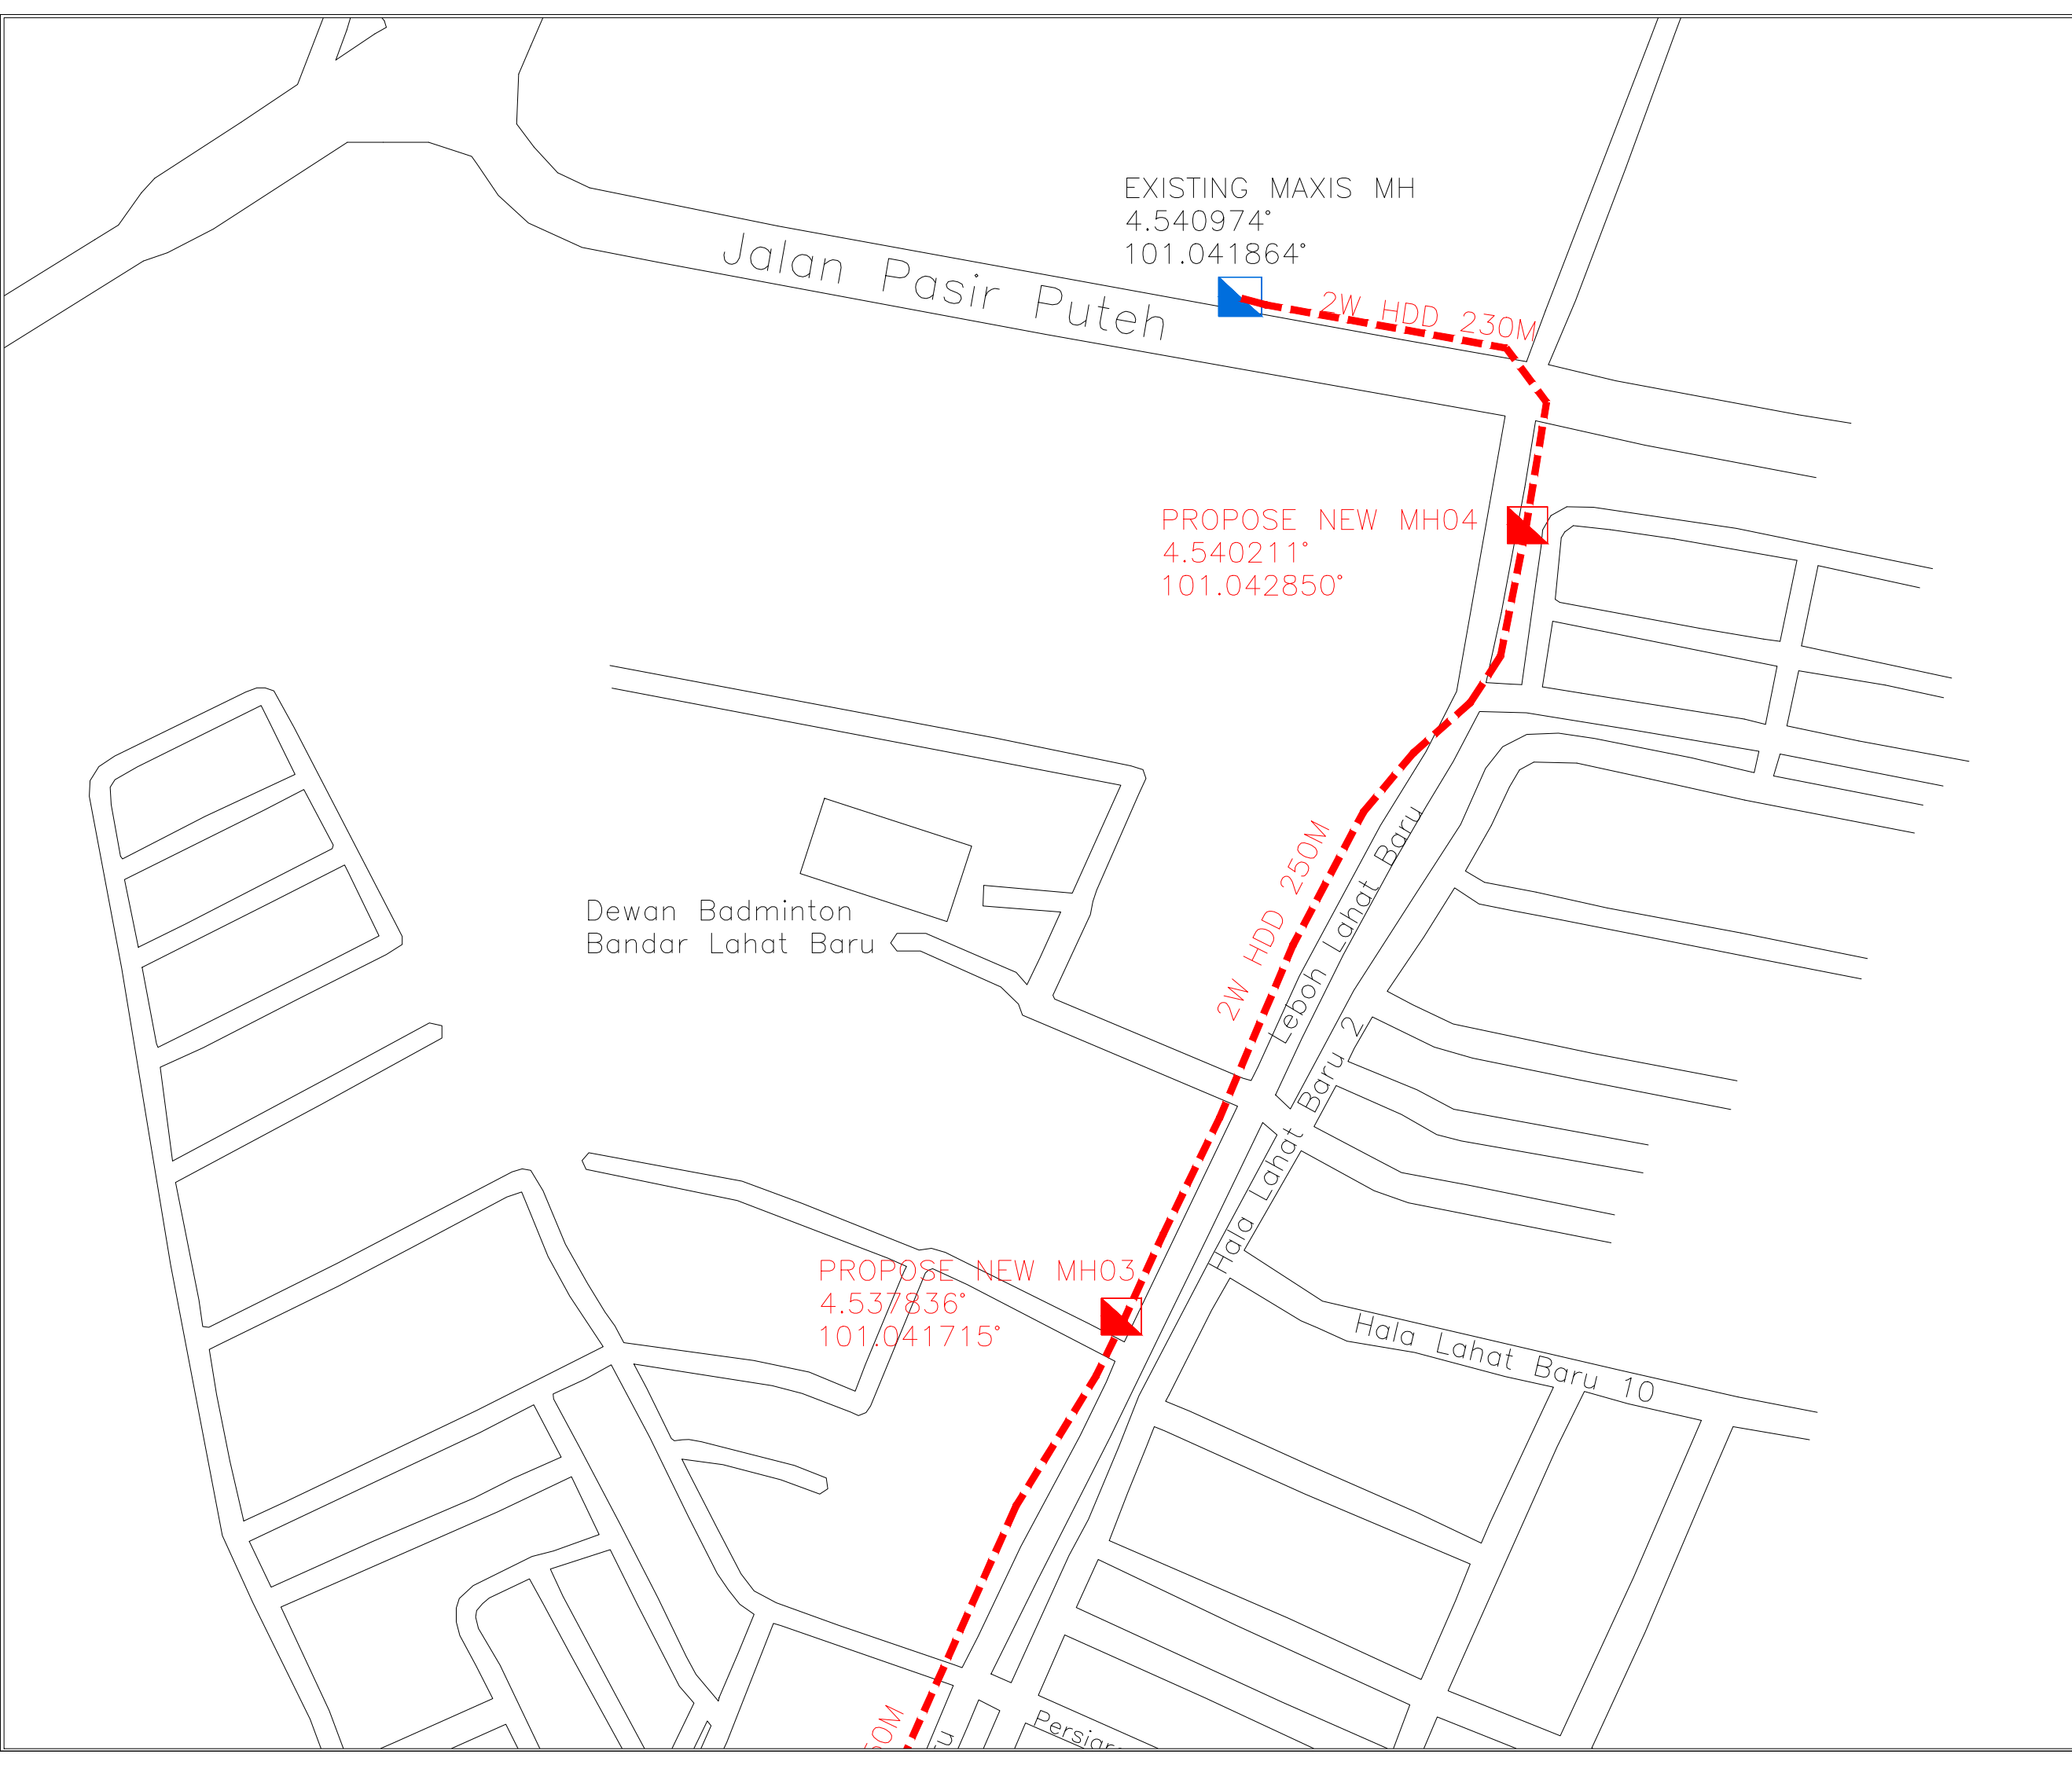 EXISTING MAXIS MH
4.540974°
101.041864°
Jalan Pasir Puteh
2W HDD 230M
PROPOSE NEW MH04
4.540211°
101.042850°
Dewan Badminton
Bandar Lahat Baru
2W HDD 250M
Leboh Lahat Baru
Hala Lahat Baru 2
PROPOSE NEW MH03
4.537836°
101.041715°
Hala Lahat Baru 10